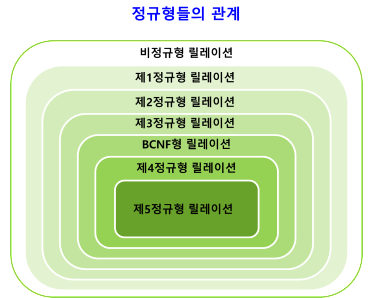 정규형들의 관계
비정규형 릴레이션
제1정규형 릴레이션
제2정규형 릴레이션
제3정규형 릴레이션
BCNF형 릴레이션
제4정규형 릴레이션
제5정규형 릴레이션